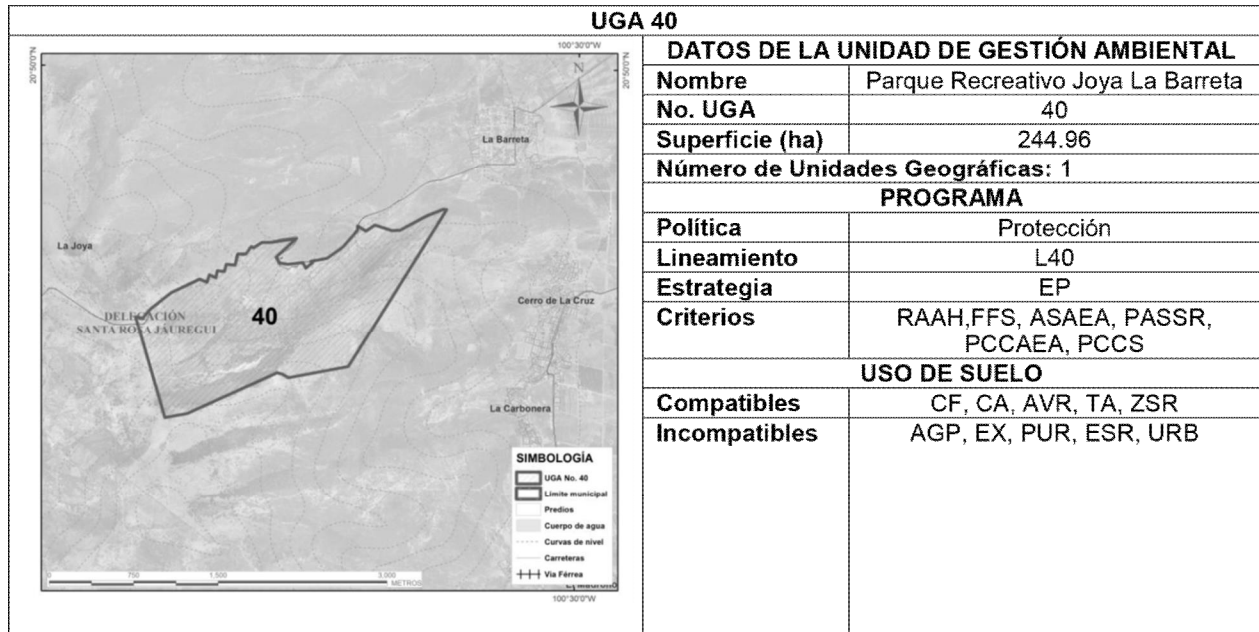 UGA 40
100°30'0"W
20°50'0"N
20°50'0"N
N
La Barreta
La Joya
DELEGACIÓN
SANTA ROSA JÁUREGUI
40
Cerro de La Cruz
La Carbonera
SIMBOLOGÍA
UGA No. 40
Límite municipal
Predios
Cuerpo de agua
Curvas de nivel
Carreteras
Vía Férrea
0 750 1,500 3,000
METROS
100°30'0"W
DATOS DE LA UNIDAD DE GESTIÓN AMBIENTAL
Nombre Parque Recreativo Joya La Barreta
No. UGA 40
Superficie (ha) 244.96
Número de Unidades Geográficas: 1
PROGRAMA
Política Protección
Lineamiento L40
Estrategia EP
Criterios RAAH,FFS, ASAEA, PASSR,
PCCAEA, PCCS
USO DE SUELO
Compatibles CF, CA, AVR, TA, ZSR
Incompatibles AGP, EX, PUR, ESR, URB